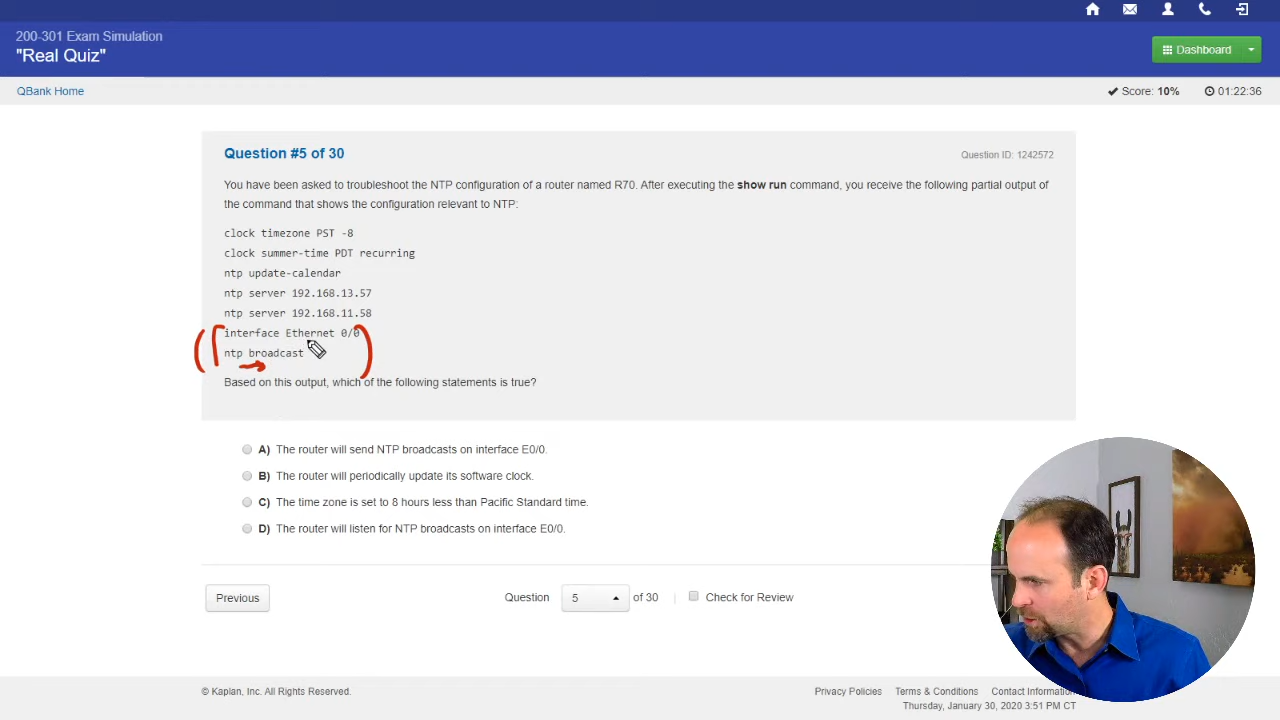 200-301 Exam Simulation
"Real Quiz"
Dashboard
QBank Home
Score: 10%
01:22:36
Question #5 of 30
Question ID: 1242572
You have been asked to troubleshoot the NTP configuration of a router named R70. After executing the show run command, you receive the following partial output of
the command that shows the configuration relevant to NTP:
clock timezone PST -8
clock summer-time PDT recurring
ntp update-calendar
ntp server 192.168.13.57
ntp server 192.168.11.58
interface Ethernet 0/0
ntp broadcast
Based on this output, which of the following statements is true?
A) The router will send NTP broadcasts on interface E0/0.
B) The router will periodically update its software clock.
C) The time zone is set to 8 hours less than Pacific Standard time.
D) The router will listen for NTP broadcasts on interface E0/0.
Previous
Question 5 of 30 | Check for Review
© Kaplan, Inc. All Rights Reserved.
Privacy Policies Terms & Conditions Contact Information
Thursday, January 30, 2020 3:51 PM CT